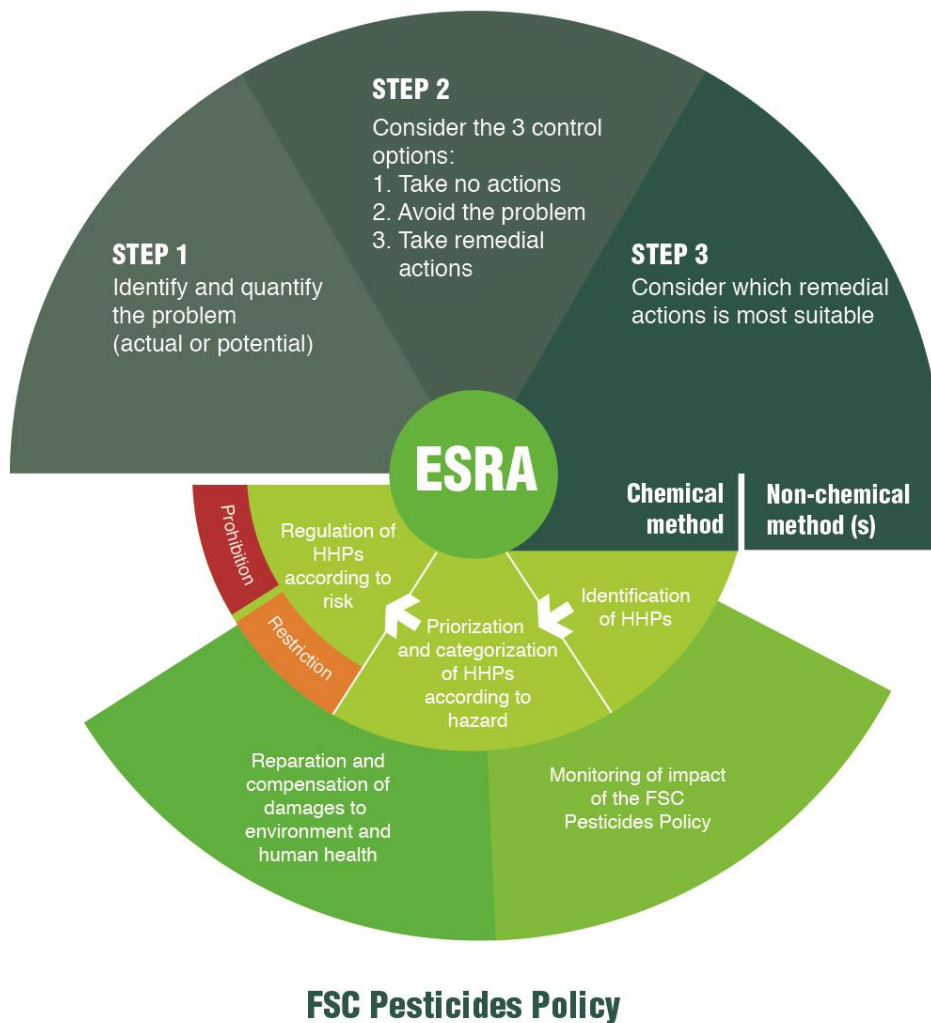 STEP 1
Identify and quantify
the problem
(actual or potential)
STEP 2
Consider the 3 control
options:
1. Take no actions
2. Avoid the problem
3. Take remedial
actions
STEP 3
Consider which remedial
actions is most suitable
ESRA
Chemical
method
Non-chemical
method (s)
Identification
of HHPs
Priorization
and categorization
of HHPs
according to
hazard
Regulation of
HHPs
according to
risk
Prohibition
Restriction
Reparation and
compensation of
damages to
environment and
human health
Monitoring of impact
of the FSC
Pesticides Policy
FSC Pesticides Policy